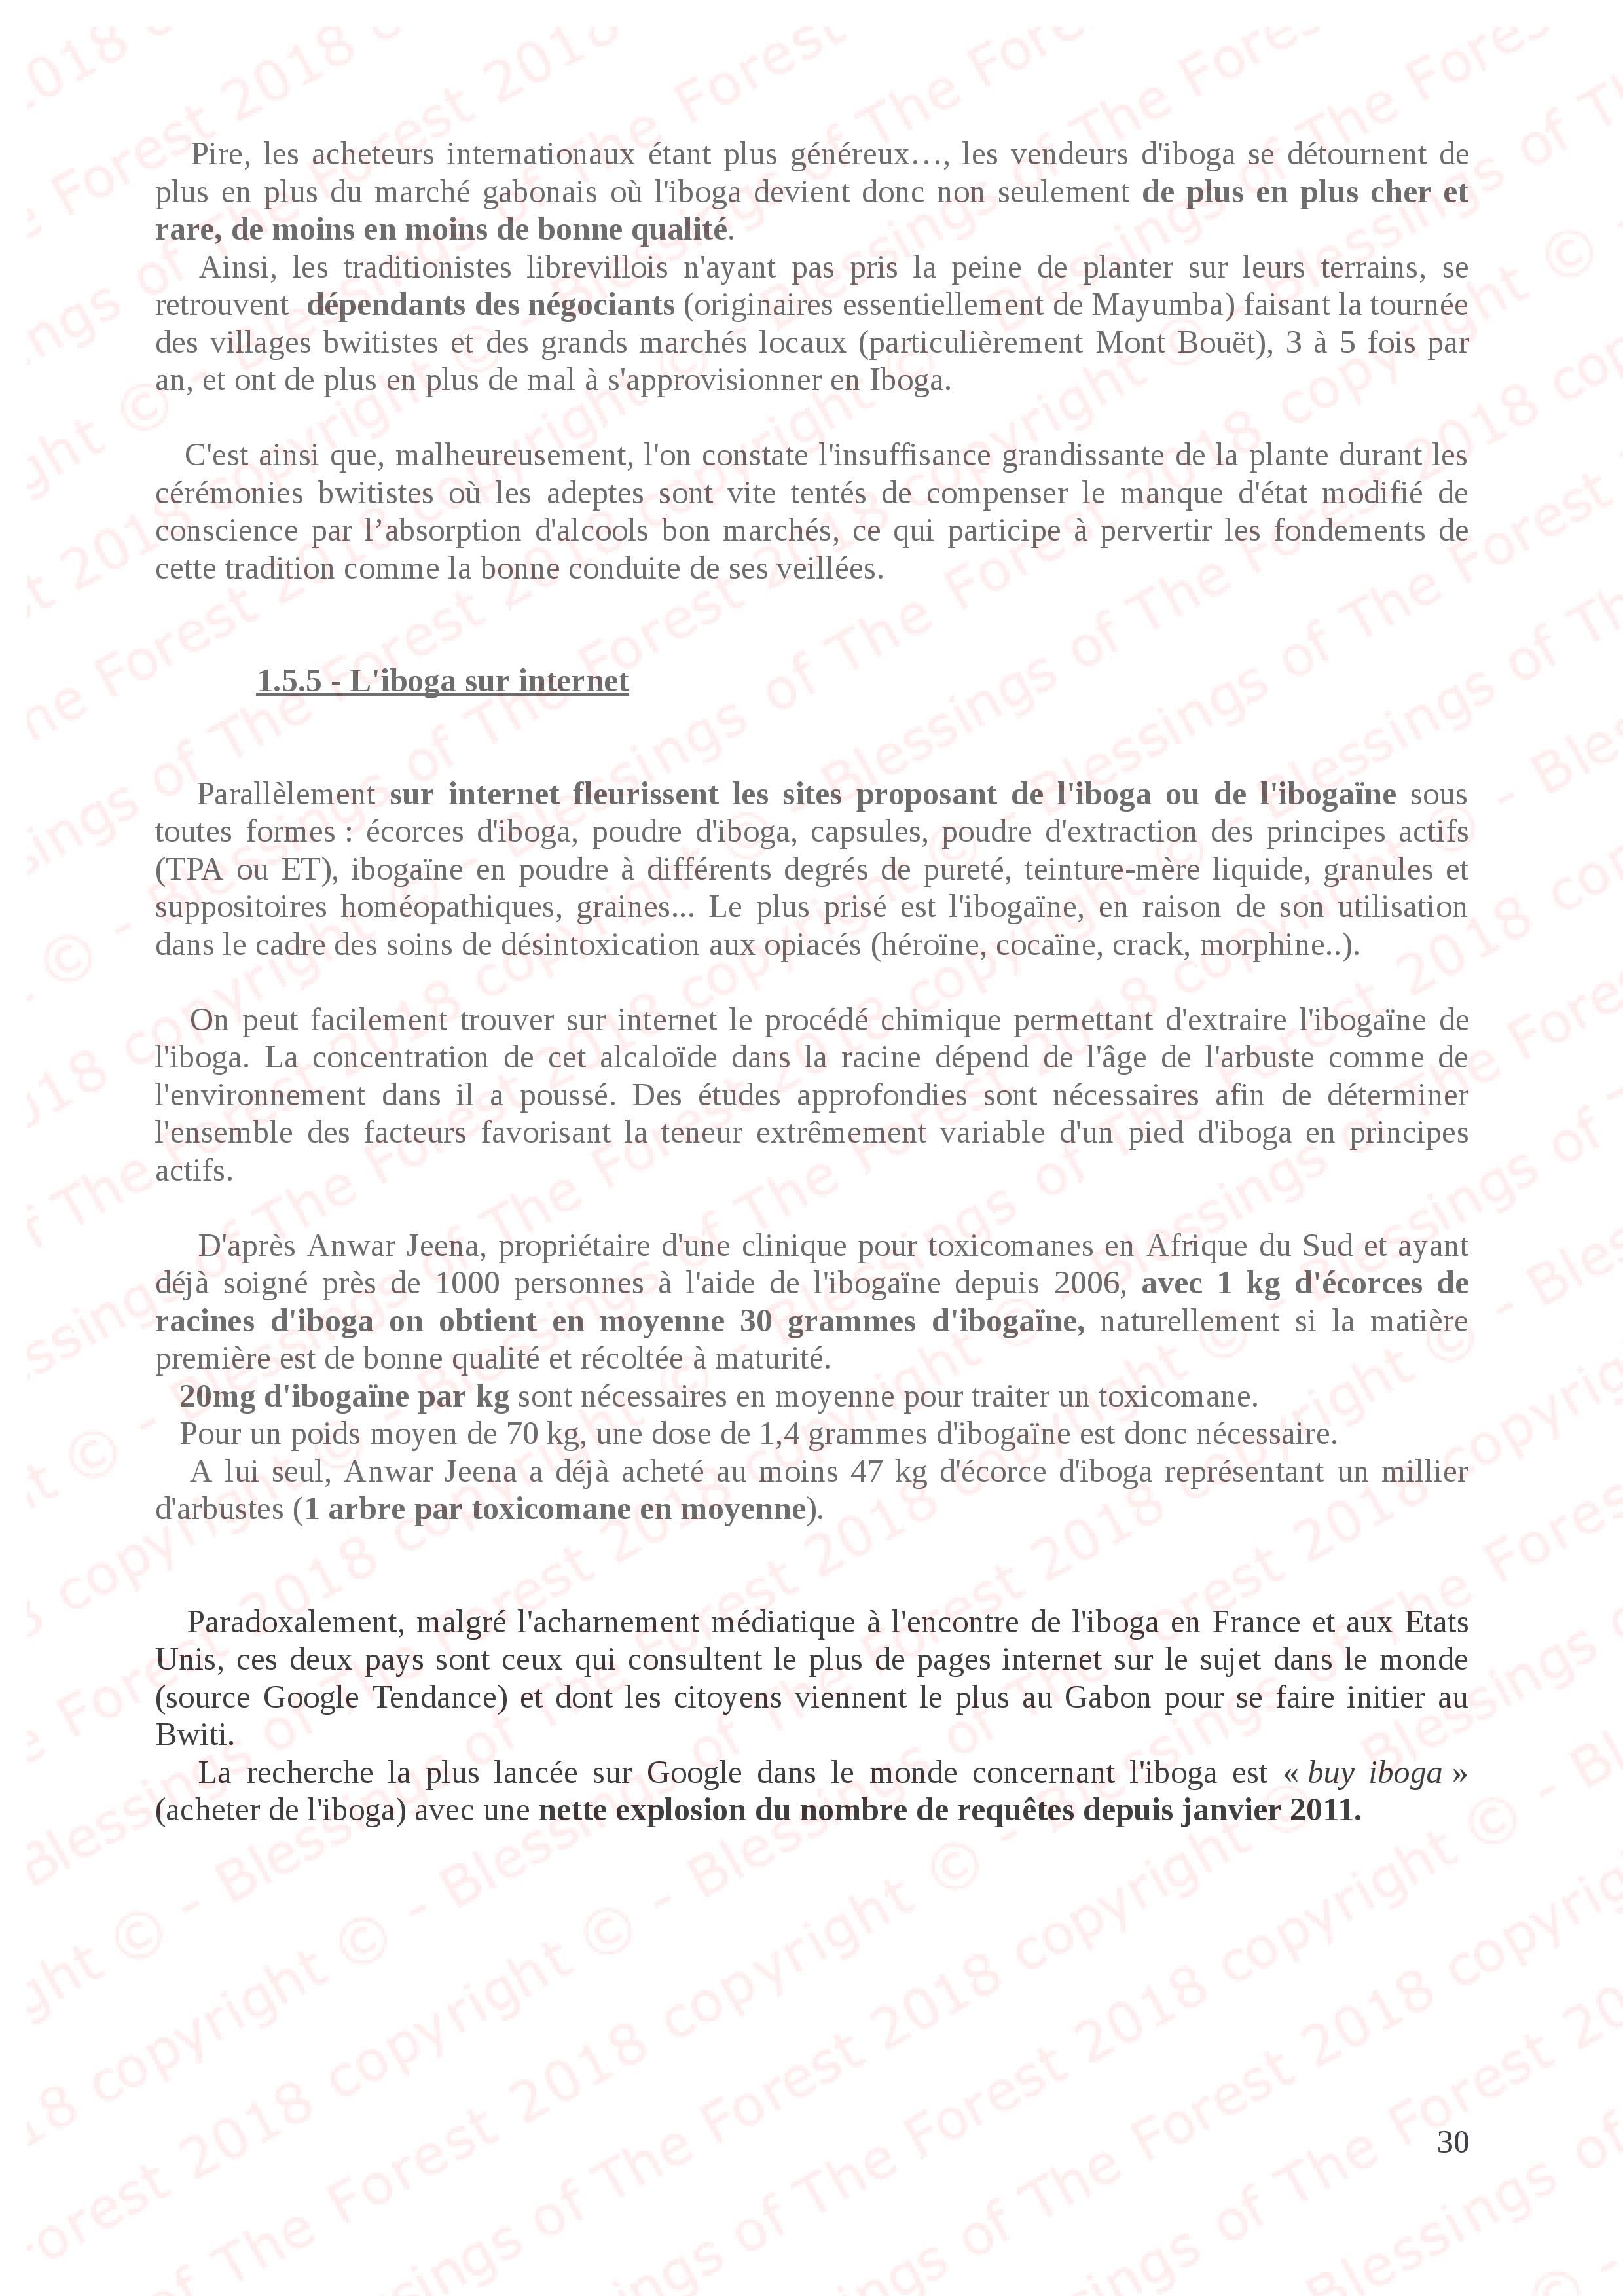 Pire, les acheteurs internationaux étant plus généreux…, les vendeurs d'iboga se détournent de
plus en plus du marché gabonais où l'iboga devient donc non seulement de plus en plus cher et
rare, de moins en moins de bonne qualité.
Ainsi, les traditionistes librevillois n'ayant pas pris la peine de planter sur leurs terrains, se
retrouvent dépendants des négociants (originaires essentiellement de Mayumba) faisant la tournée
des villages bwitistes et des grands marchés locaux (particulièrement Mont Bouët), 3 à 5 fois par
an, et ont de plus en plus de mal à s'approvisionner en Iboga.
C'est ainsi que, malheureusement, l'on constate l'insuffisance grandissante de la plante durant les
cérémonies bwitistes où les adeptes sont vite tentés de compenser le manque d'état modifié de
conscience par l’absorption d'alcools bon marchés, ce qui participe à pervertir les fondements de
cette tradition comme la bonne conduite de ses veillées.
1.5.5 - L'iboga sur internet
Parallèlement sur internet fleurissent les sites proposant de l'iboga ou de l'ibogaïne sous
toutes formes : écorces d'iboga, poudre d'iboga, capsules, poudre d'extraction des principes actifs
(TPA ou ET), ibogaïne en poudre à différents degrés de pureté, teinture-mère liquide, granules et
suppositoires homéopathiques, graines... Le plus prisé est l'ibogaïne, en raison de son utilisation
dans le cadre des soins de désintoxication aux opiacés (héroïne, cocaïne, crack, morphine..).
On peut facilement trouver sur internet le procédé chimique permettant d'extraire l'ibogaïne de
l'iboga. La concentration de cet alcaloïde dans la racine dépend de l'âge de l'arbuste comme de
l'environnement dans il a poussé. Des études approfondies sont nécessaires afin de déterminer
l'ensemble des facteurs favorisant la teneur extrêmement variable d'un pied d'iboga en principes
actifs.
D'après Anwar Jeena, propriétaire d'une clinique pour toxicomanes en Afrique du Sud et ayant
déjà soigné près de 1000 personnes à l'aide de l'ibogaïne depuis 2006, avec 1 kg d'écorces de
racines d'iboga on obtient en moyenne 30 grammes d'ibogaïne, naturellement si la matière
première est de bonne qualité et récoltée à maturité.
20mg d'ibogaïne par kg sont nécessaires en moyenne pour traiter un toxicomane.
Pour un poids moyen de 70 kg, une dose de 1,4 grammes d'ibogaïne est donc nécessaire.
A lui seul, Anwar Jeena a déjà acheté au moins 47 kg d'écorce d'iboga représentant un millier
d'arbustes (1 arbre par toxicomane en moyenne).
Paradoxalement, malgré l'acharnement médiatique à l'encontre de l'iboga en France et aux Etats
Unis, ces deux pays sont ceux qui consultent le plus de pages internet sur le sujet dans le monde
(source Google Tendance) et dont les citoyens viennent le plus au Gabon pour se faire initier au
Bwiti.
La recherche la plus lancée sur Google dans le monde concernant l'iboga est « buy iboga »
(acheter de l'iboga) avec une nette explosion du nombre de requêtes depuis janvier 2011.
30